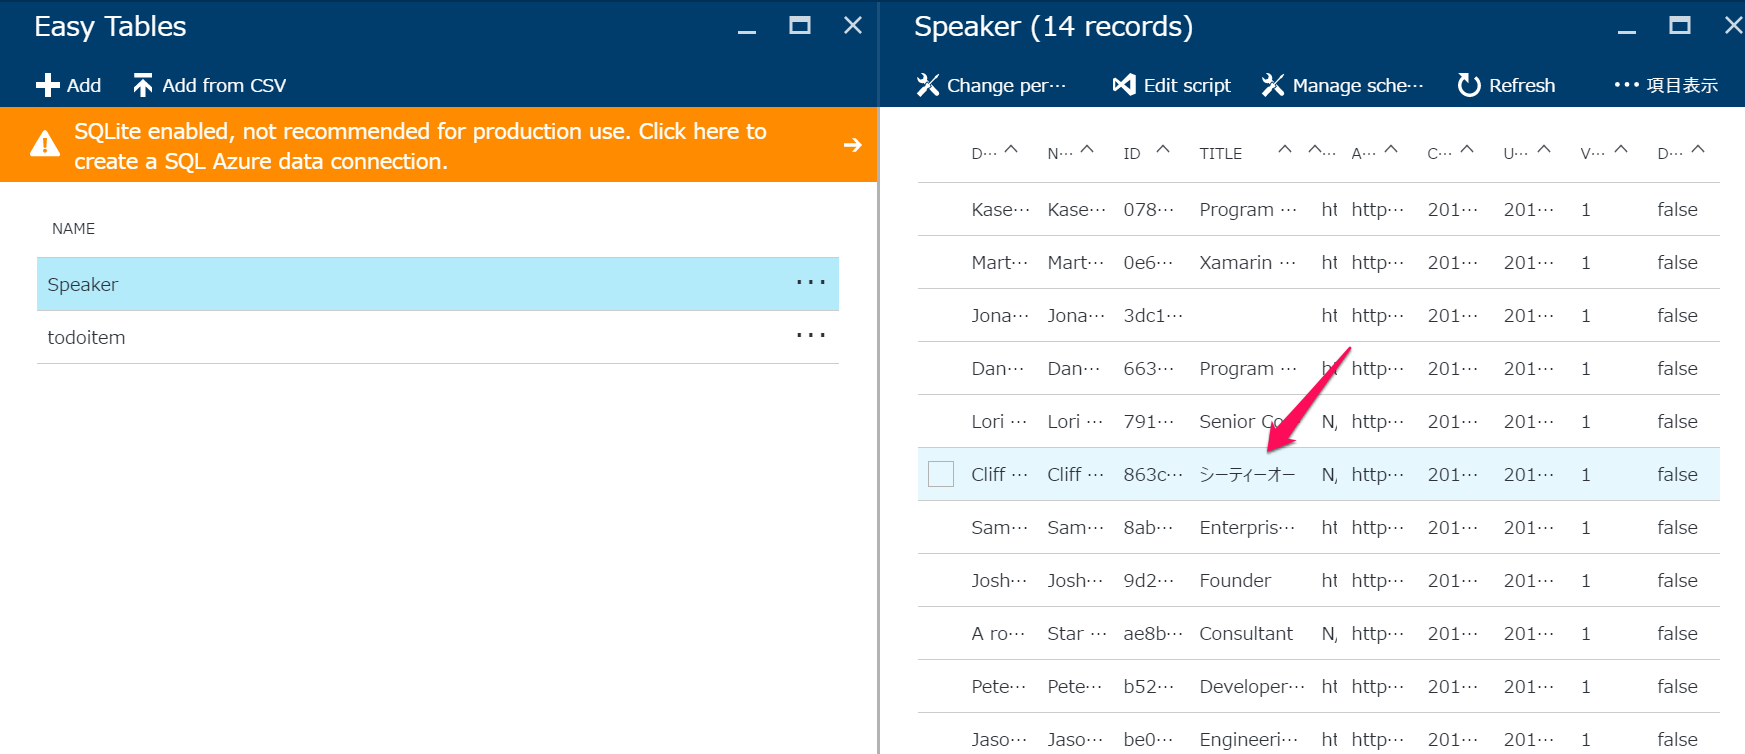 Easy Tables
Add
Add from CSV
SQLite enabled, not recommended for production use. Click here to
create a SQL Azure data connection.
NAME
Speaker
todoitem
Speaker (14 records)
Change per…
Edit script
Manage sche…
Refresh
項目表示
D… N… ID TITLE … A… C… U… V… D…
Kase… Kase… 078… Program … ht http… 201… 201… 1 false
Mart… Mart… 0e6… Xamarin … ht http… 201… 201… 1 false
Jona… Jona… 3dc1… ht http… 201… 201… 1 false
Dan… Dan… 663… Program … ht http… 201… 201… 1 false
Lori … Lori … 791… Senior Co N, http… 201… 201… 1 false
Cliff … Cliff … 863c… シーティーオー N, http… 201… 201… 1 false
Sam… Sam… 8ab… Enterpris… ht http… 201… 201… 1 false
Josh… Josh… 9d2… Founder ht http… 201… 201… 1 false
A ro… Star … ae8b… Consultant N, http… 201… 201… 1 false
Pete… Pete… b52… Developer… ht http… 201… 201… 1 false
Jaso… Jaso… be0… Engineeri… ht http… 201… 201… 1 false